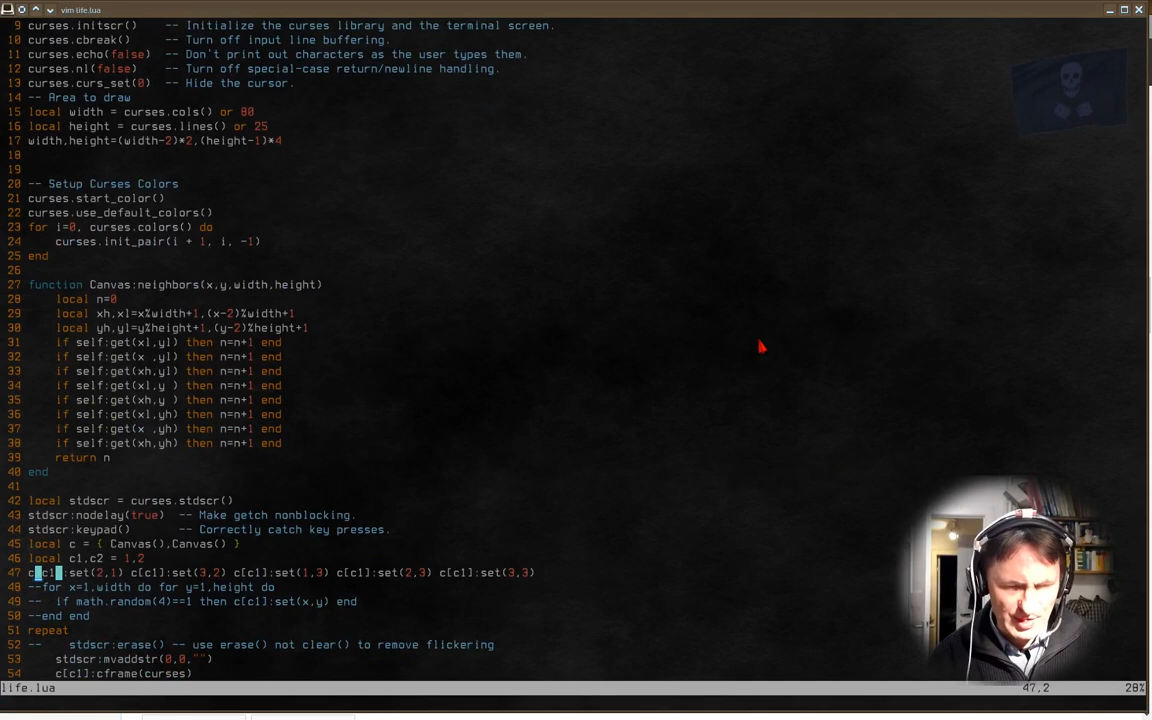 vim-life.lua
9 curses.initscr()    -- Initialize the curses library and the terminal screen.
10 curses.cbreak()     -- Turn off input line buffering.
11 curses.echo(false)  -- Don't print out characters as the user types them.
12 curses.nl(false)    -- Turn off special-case return/newline handling.
13 curses.curs_set(0)  -- Hide the cursor.
14 -- Area to draw
15 local width = curses.cols() or 80
16 local height = curses.lines() or 25
17 width,height=(width-2)*2,(height-1)*4
18
19
20 -- Setup Curses Colors
21 curses.start_color()
22 curses.use_default_colors()
23 for i=0, curses.colors() do
24     curses.init_pair(i + 1, i, -1)
25 end
26
27 function Canvas:neighbors(x,y,width,height)
28     local n=0
29     local xh,xl=x%width+1,(x-2)%width+1
30     local yh,yl=y%height+1,(y-2)%height+1
31     if self:get(xl,yl) then n=n+1 end
32     if self:get(x ,yl) then n=n+1 end
33     if self:get(xh,yl) then n=n+1 end
34     if self:get(xl,y ) then n=n+1 end
35     if self:get(xh,y ) then n=n+1 end
36     if self:get(xl,yh) then n=n+1 end
37     if self:get(x ,yh) then n=n+1 end
38     if self:get(xh,yh) then n=n+1 end
39     return n
40 end
41
42 local stdscr = curses.stdscr()
43 stdscr:nodelay(true)  -- Make getch nonblocking.
44 stdscr:keypad()       -- Correctly catch key presses.
45 local c = { Canvas(),Canvas() }
46 local c1,c2 = 1,2
47 c[c1]:set(2,1) c[c1]:set(3,2) c[c1]:set(1,3) c[c1]:set(2,3) c[c1]:set(3,3)
48 --for x=1,width do for y=1,height do
49 --  if math.random(4)==1 then c[c1]:set(x,y) end
50 --end end
51 repeat
52 --    stdscr:erase() -- use erase() not clear() to remove flickering
53     stdscr:mvaddstr(0,0,"")
54     c[c1]:cframe(curses)
life.lua 47,2 28%